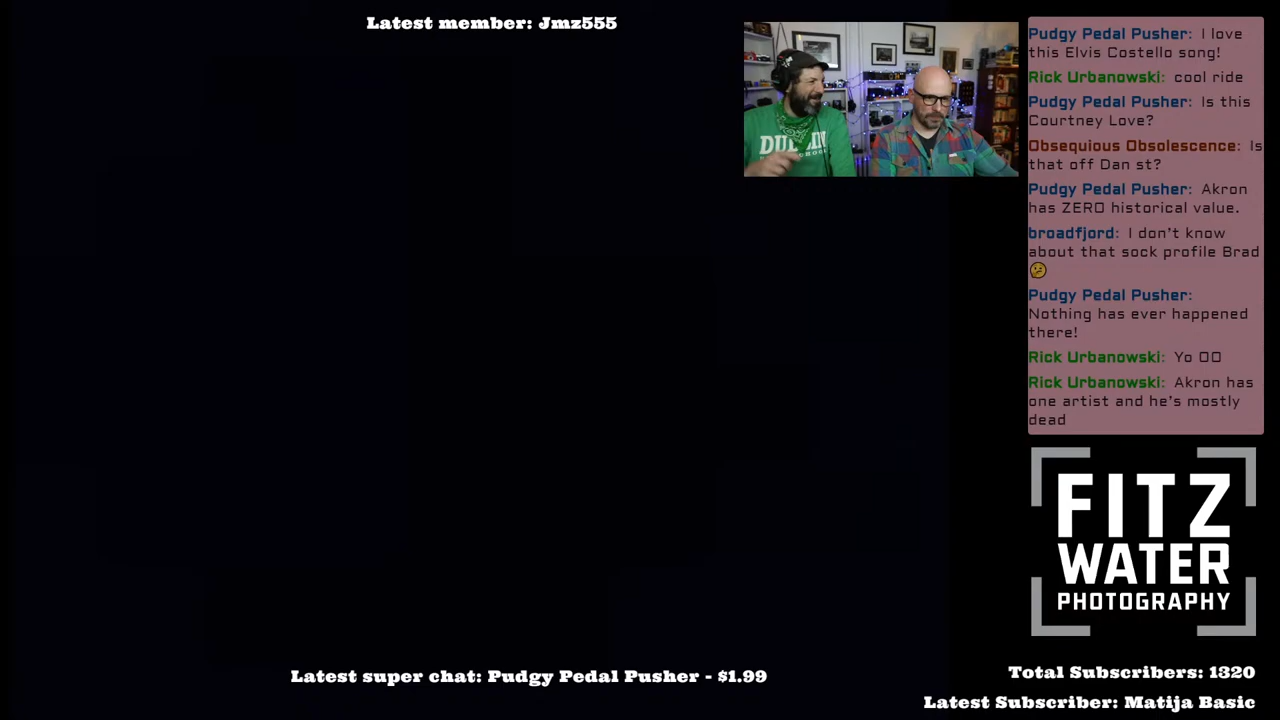 Latest member: Jmz555
DUBLIN
Pudgy Pedal Pusher: I love
this Elvis Costello song!
Rick Urbanowski: cool ride
Pudgy Pedal Pusher: Is this
Courtney Love?
Obsequious Obsolescence: Is
that off Dan st?
Pudgy Pedal Pusher: Akron
has ZERO historical value.
broadfjord: I don't know
about that sock profile Brad
Pudgy Pedal Pusher:
Nothing has ever happened
there!
Rick Urbanowski: Yo OO
Rick Urbanowski: Akron has
one artist and he's mostly
dead
FITZ
WATER
PHOTOGRAPHY
Latest super chat: Pudgy Pedal Pusher - $1.99
Total Subscribers: 1320
Latest Subscriber: Matija Basic